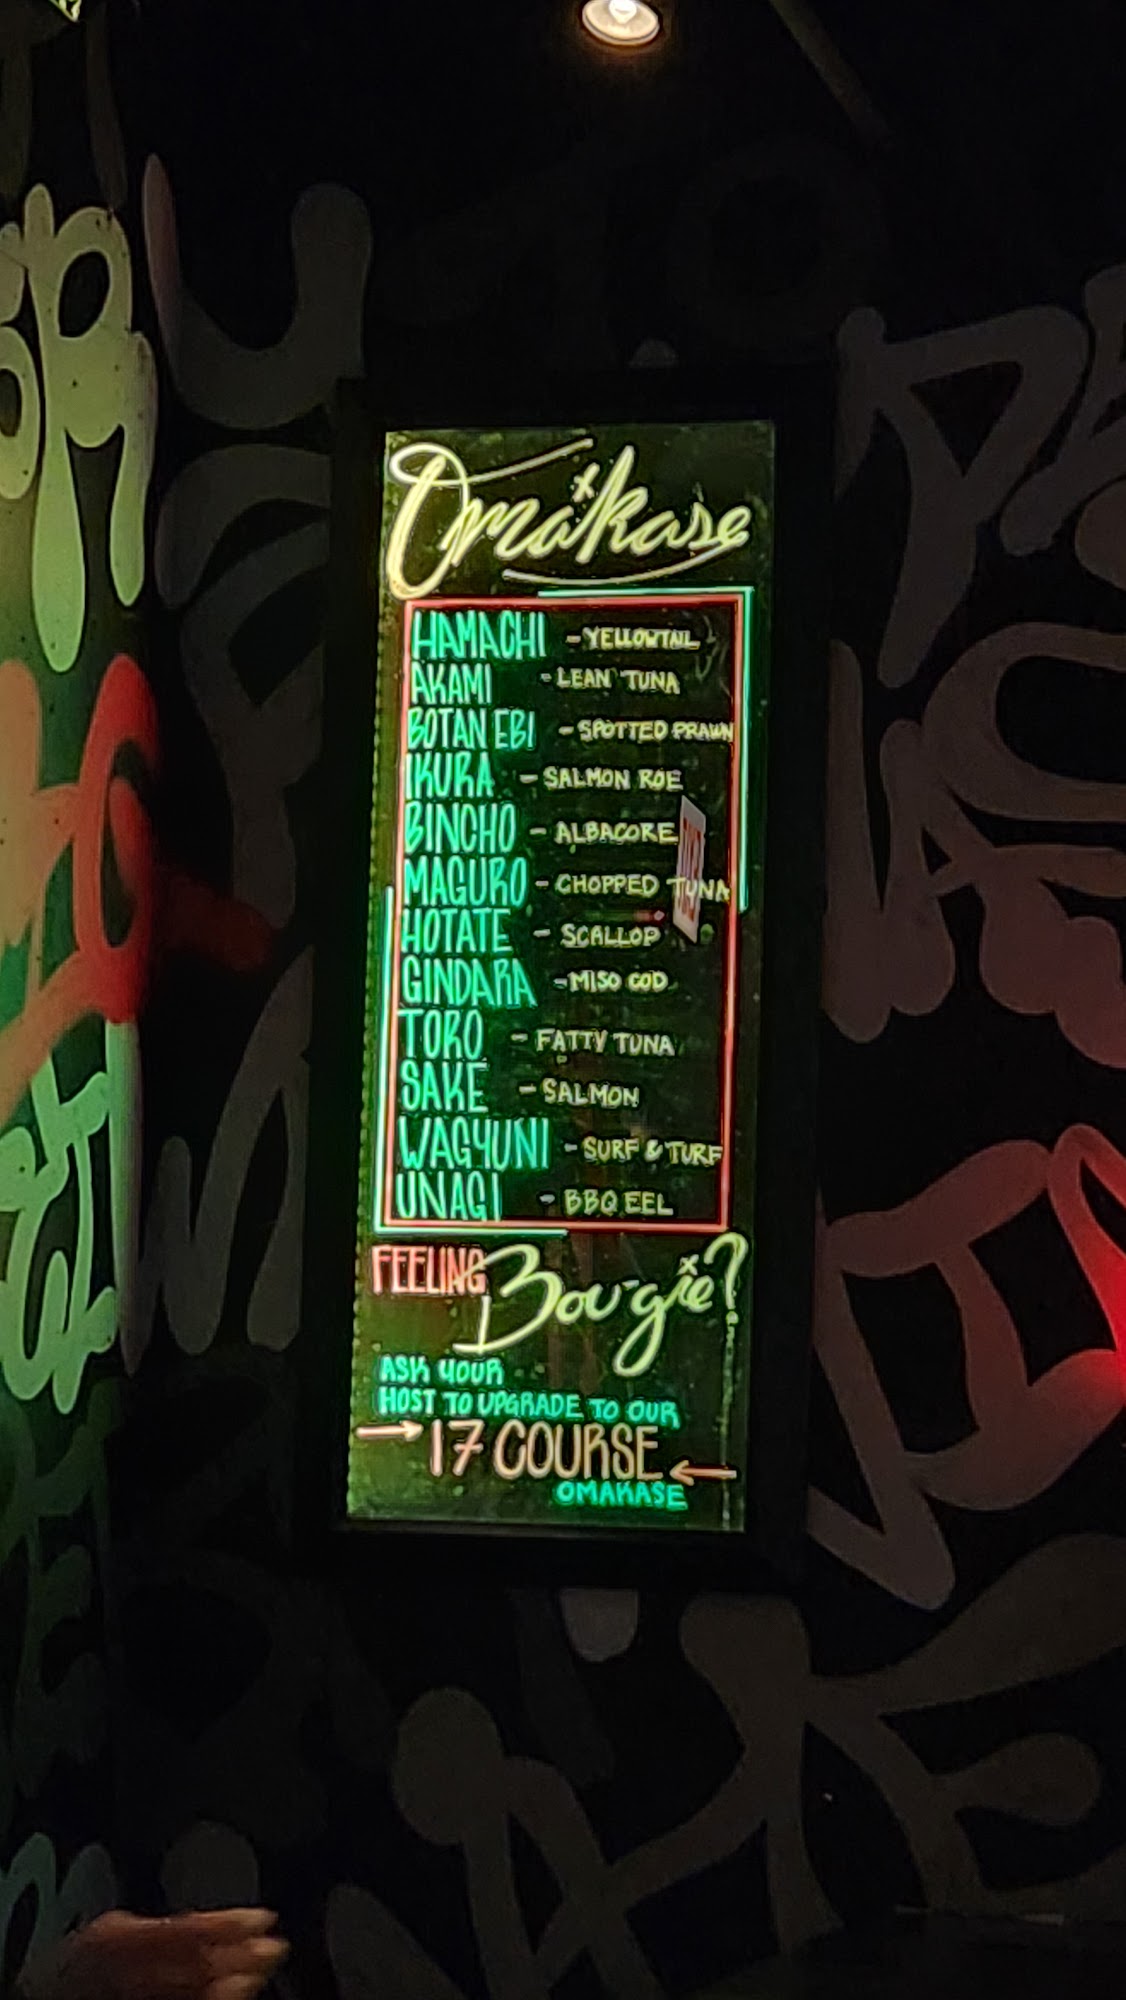 Omakase
HAMACHI - YELLOWTAIL
AKAMI - LEAN TUNA
BOTAN EBI - SPOTTED PRAWN
IKURA - SALMON ROE
BINCHO - ALBACORE
MAGURO - CHOPPED TUNA
HOTATE - SCALLOP
GINDARA - MISO COD
TORO - FATTY TUNA
SAKE - SALMON
WAGYUNI - SURF & TURF
UNAGI - BBQ EEL
FEELING Bougie?
ASK YOUR
HOST TO UPGRADE TO OUR
→ 17 COURSE ←
OMAKASE